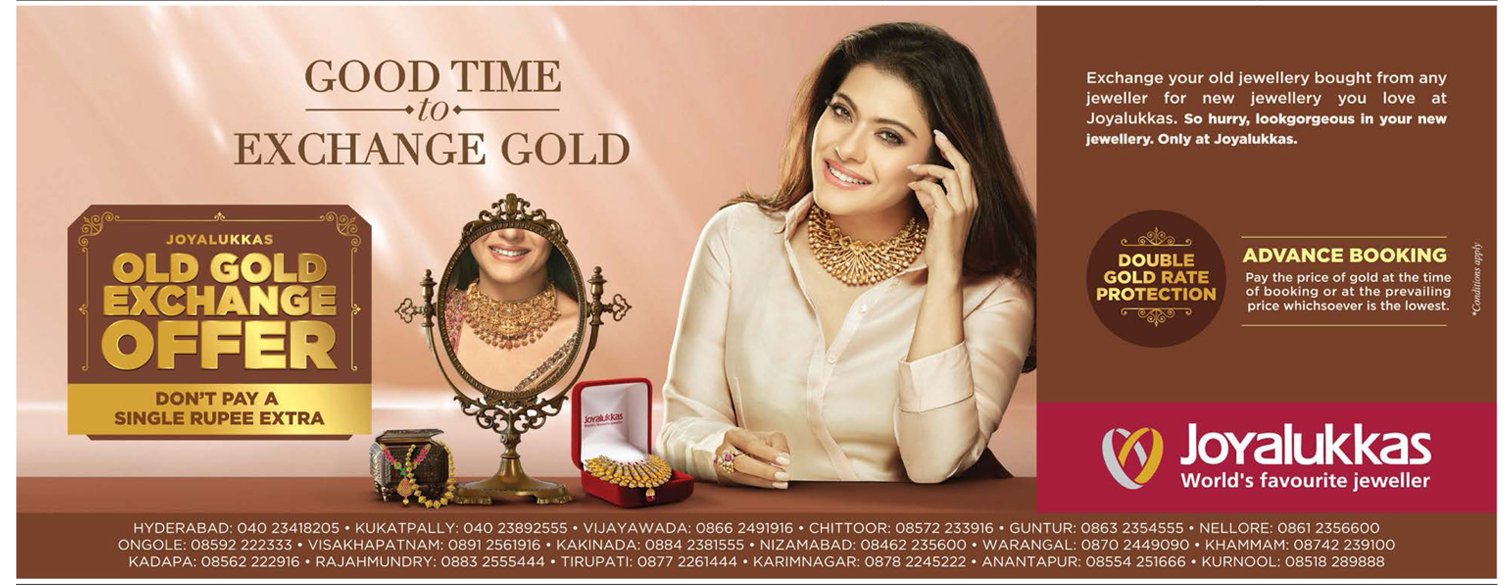 GOOD TIME
to
EXCHANGE GOLD
JOYALUKKAS
OLD GOLD
EXCHANGE
OFFER
DON'T PAY A
SINGLE RUPEE EXTRA
Joyalukkas
Exchange your old jewellery bought from any
jeweller for new jewellery you love at
Joyalukkas. So hurry, lookgorgeous in your new
jewellery. Only at Joyalukkas.
DOUBLE
GOLD RATE
PROTECTION
ADVANCE BOOKING
Pay the price of gold at the time
of booking or at the prevailing
price whichsoever is the lowest.
*Conditions apply
Joyalukkas
World's favourite jeweller
HYDERABAD: 040 23418205 • KUKATPALLY: 040 23892555 • VIJAYAWADA: 0866 2491916 • CHITTOOR: 08572 233916 • GUNTUR: 0863 2354555 • NELLORE: 0861 2356600
ONGOLE: 08592 222333 • VISAKHAPATNAM: 0891 2561916 • KAKINADA: 0884 2381555 • NIZAMABAD: 08462 235600 • WARANGAL: 0870 2449090 • KHAMMAM: 08742 239100
KADAPA: 08562 222916 • RAJAHMUNDRY: 0883 2555444 • TIRUPATI: 0877 2261444 • KARIMNAGAR: 0878 2245222 • ANANTAPUR: 08554 251666 • KURNOOL: 08518 289888